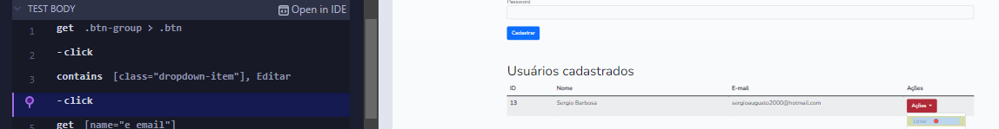 TEST BODY
Open in IDE
1 get .btn-group > .btn
2 -click
3 contains [class="dropdown-item"], Editar
4 -click
5 get [name="e_email"]
Password
Cadastrar
Usuários cadastrados
ID Nome E-mail Ações
13 Sergio Barbosa sergioaugusto2000@hotmail.com Ações
Editar